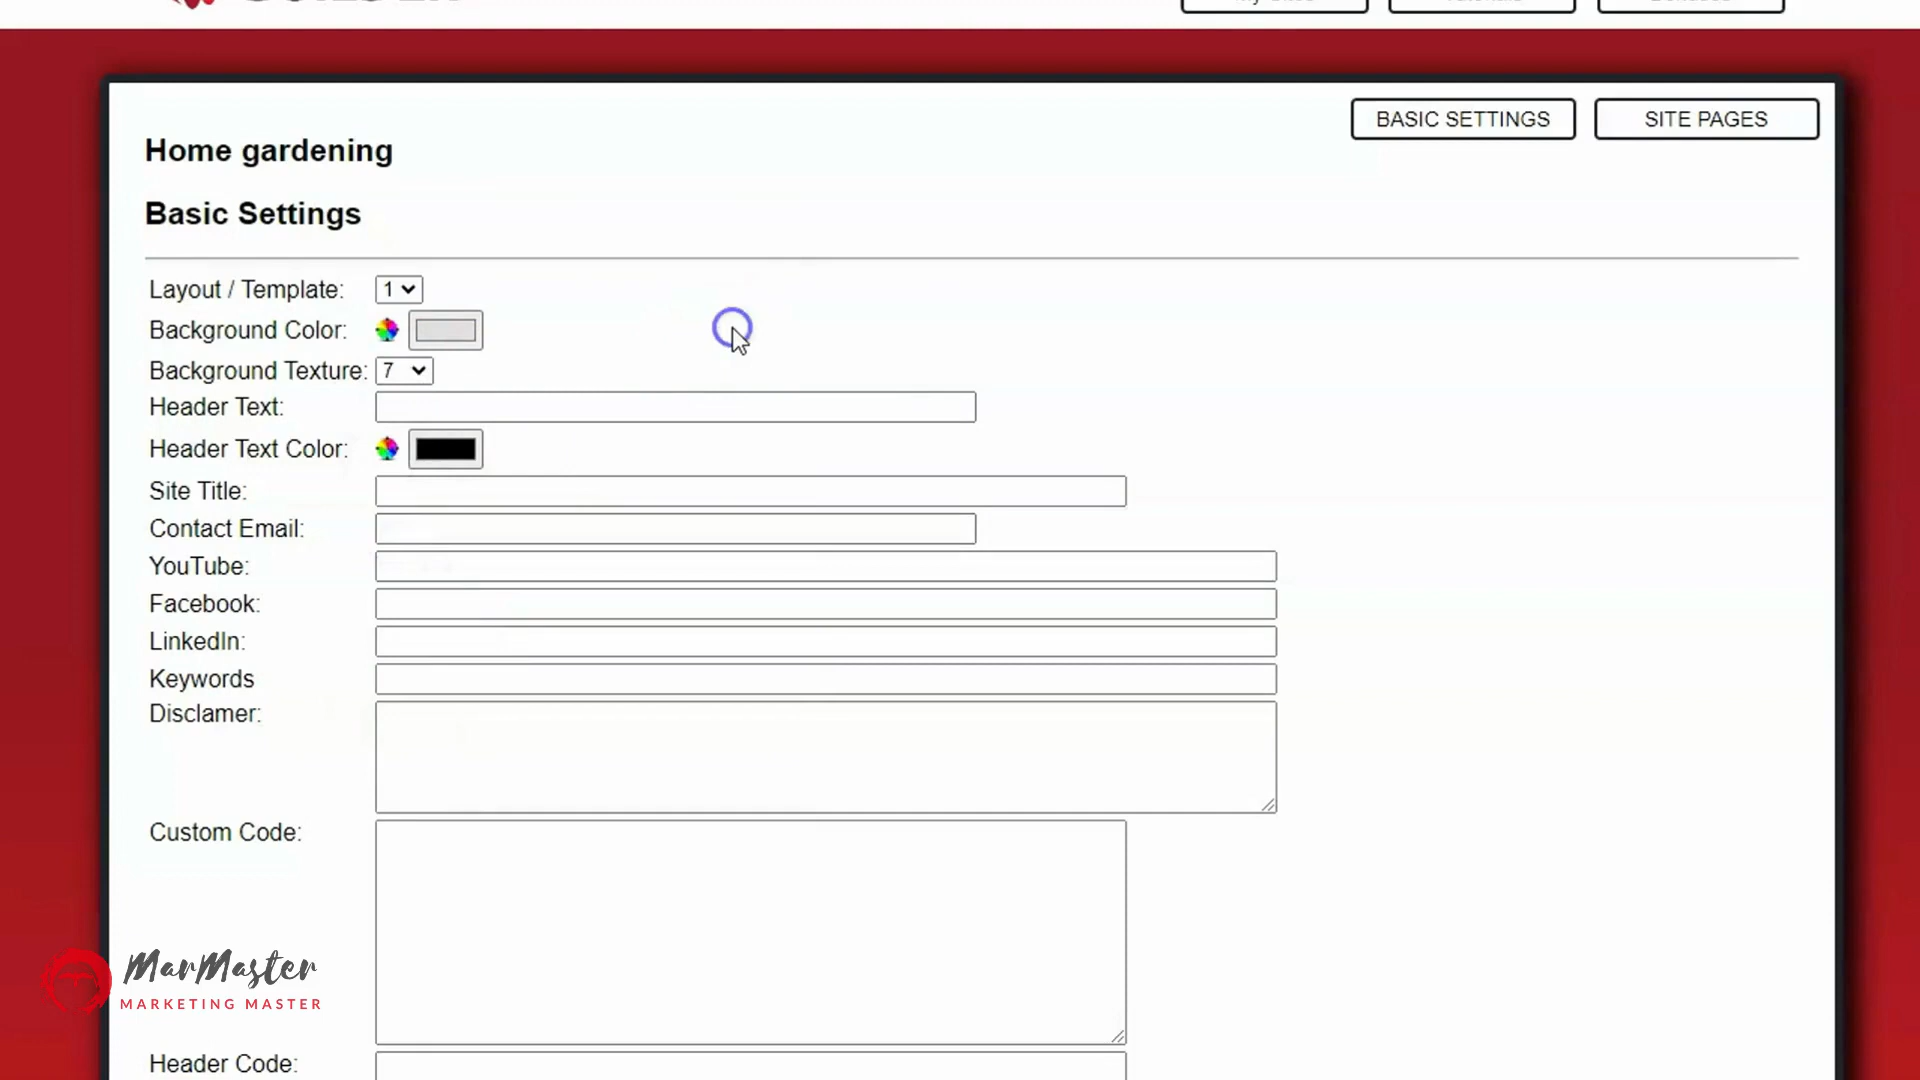 BASIC SETTINGS
SITE PAGES
Home gardening
Basic Settings
Layout / Template: 1
Background Color:
Background Texture: 7
Header Text:
Header Text Color:
Site Title:
Contact Email:
YouTube:
Facebook:
LinkedIn:
Keywords
Disclamer:
Custom Code:
MarMaster
MARKETING MASTER
Header Code: